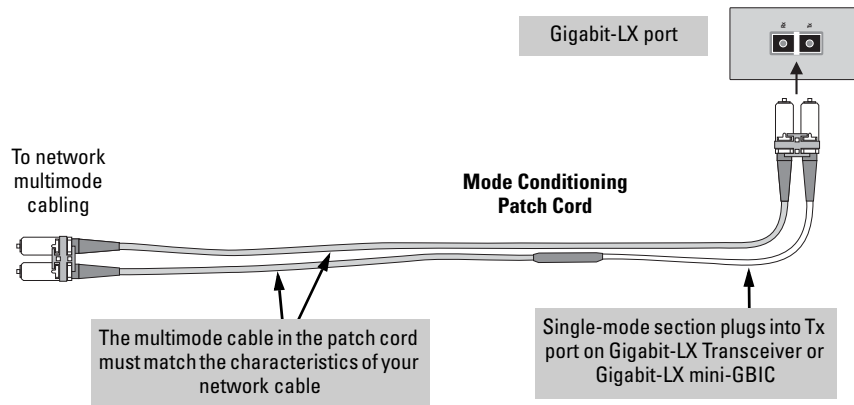 Gigabit-LX port
To network
multimode
cabling
Mode Conditioning
Patch Cord
The multimode cable in the patch cord
must match the characteristics of your
network cable
Single-mode section plugs into Tx
port on Gigabit-LX Transceiver or
Gigabit-LX mini-GBIC